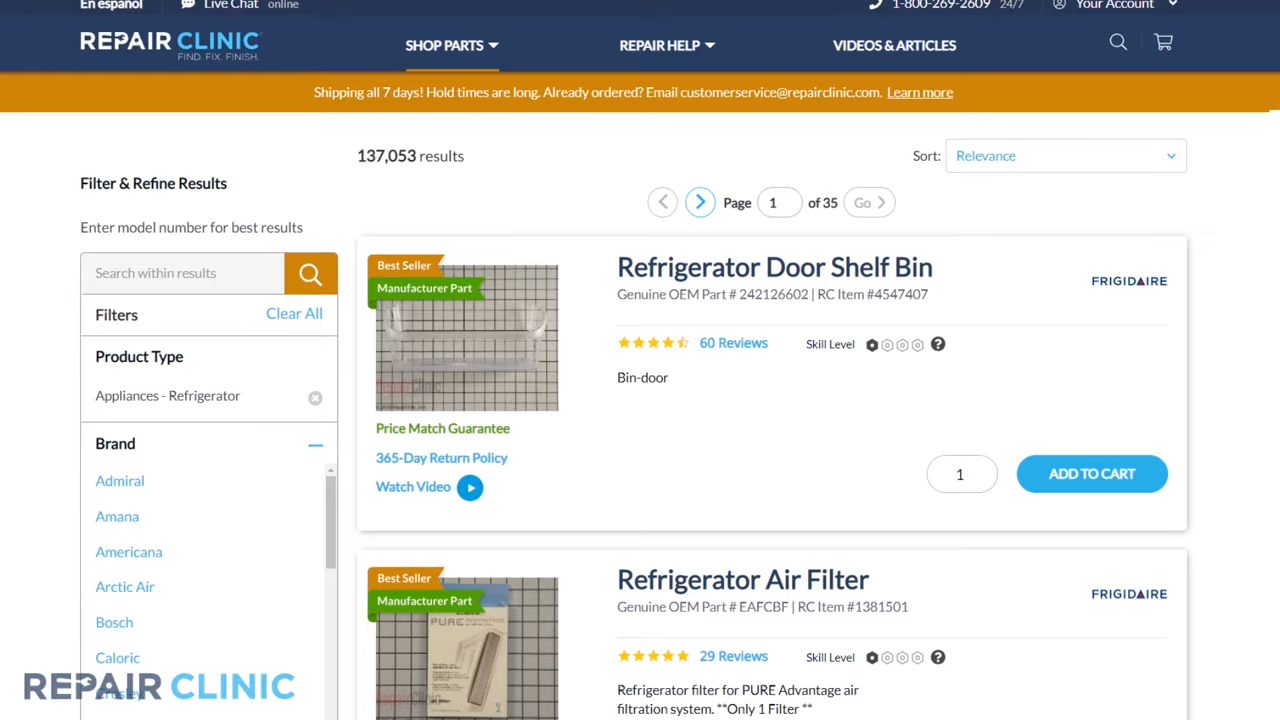 En español
Live Chat online
1-800-269-2609 24/7
Your Account
REPAIR CLINIC
FIND. FIX. FINISH.
SHOP PARTS
REPAIR HELP
VIDEOS & ARTICLES
Shipping all 7 days! Hold times are long. Already ordered? Email customerservice@repairclinic.com. Learn more
137,053 results
Sort: Relevance
Page 1 of 35 Go
Filter & Refine Results
Enter model number for best results
Search within results
Filters
Clear All
Product Type
Appliances - Refrigerator
Brand
Admiral
Amana
Americana
Arctic Air
Bosch
Caloric
Best Seller
Manufacturer Part
Price Match Guarantee
365-Day Return Policy
Watch Video
Refrigerator Door Shelf Bin
Genuine OEM Part # 242126602 | RC Item #4547407
FRIGIDAIRE
60 Reviews
Skill Level
?
Bin-door
1
ADD TO CART
Best Seller
Manufacturer Part
PURE ADVANTAGE
Refrigerator Air Filter
Genuine OEM Part # EAFCBF | RC Item #1381501
FRIGIDAIRE
29 Reviews
Skill Level
?
Refrigerator filter for PURE Advantage air
filtration system. **Only 1 Filter **
REPAIR CLINIC